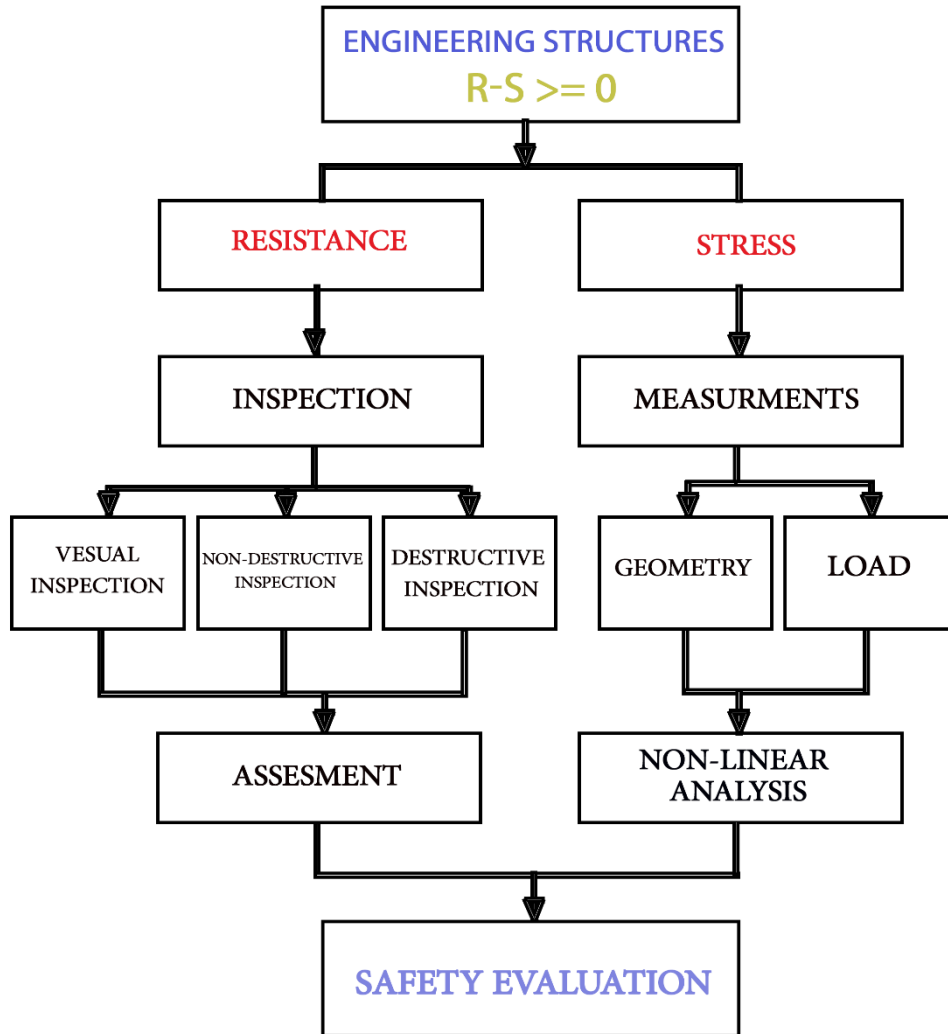 ENGINEERING STRUCTURES
R-S >= 0
RESISTANCE
STRESS
INSPECTION
MEASURMENTS
VESUAL
INSPECTION
NON-DESTRUCTIVE
INSPECTION
DESTRUCTIVE
INSPECTION
GEOMETRY
LOAD
ASSESMENT
NON-LINEAR
ANALYSIS
SAFETY EVALUATION